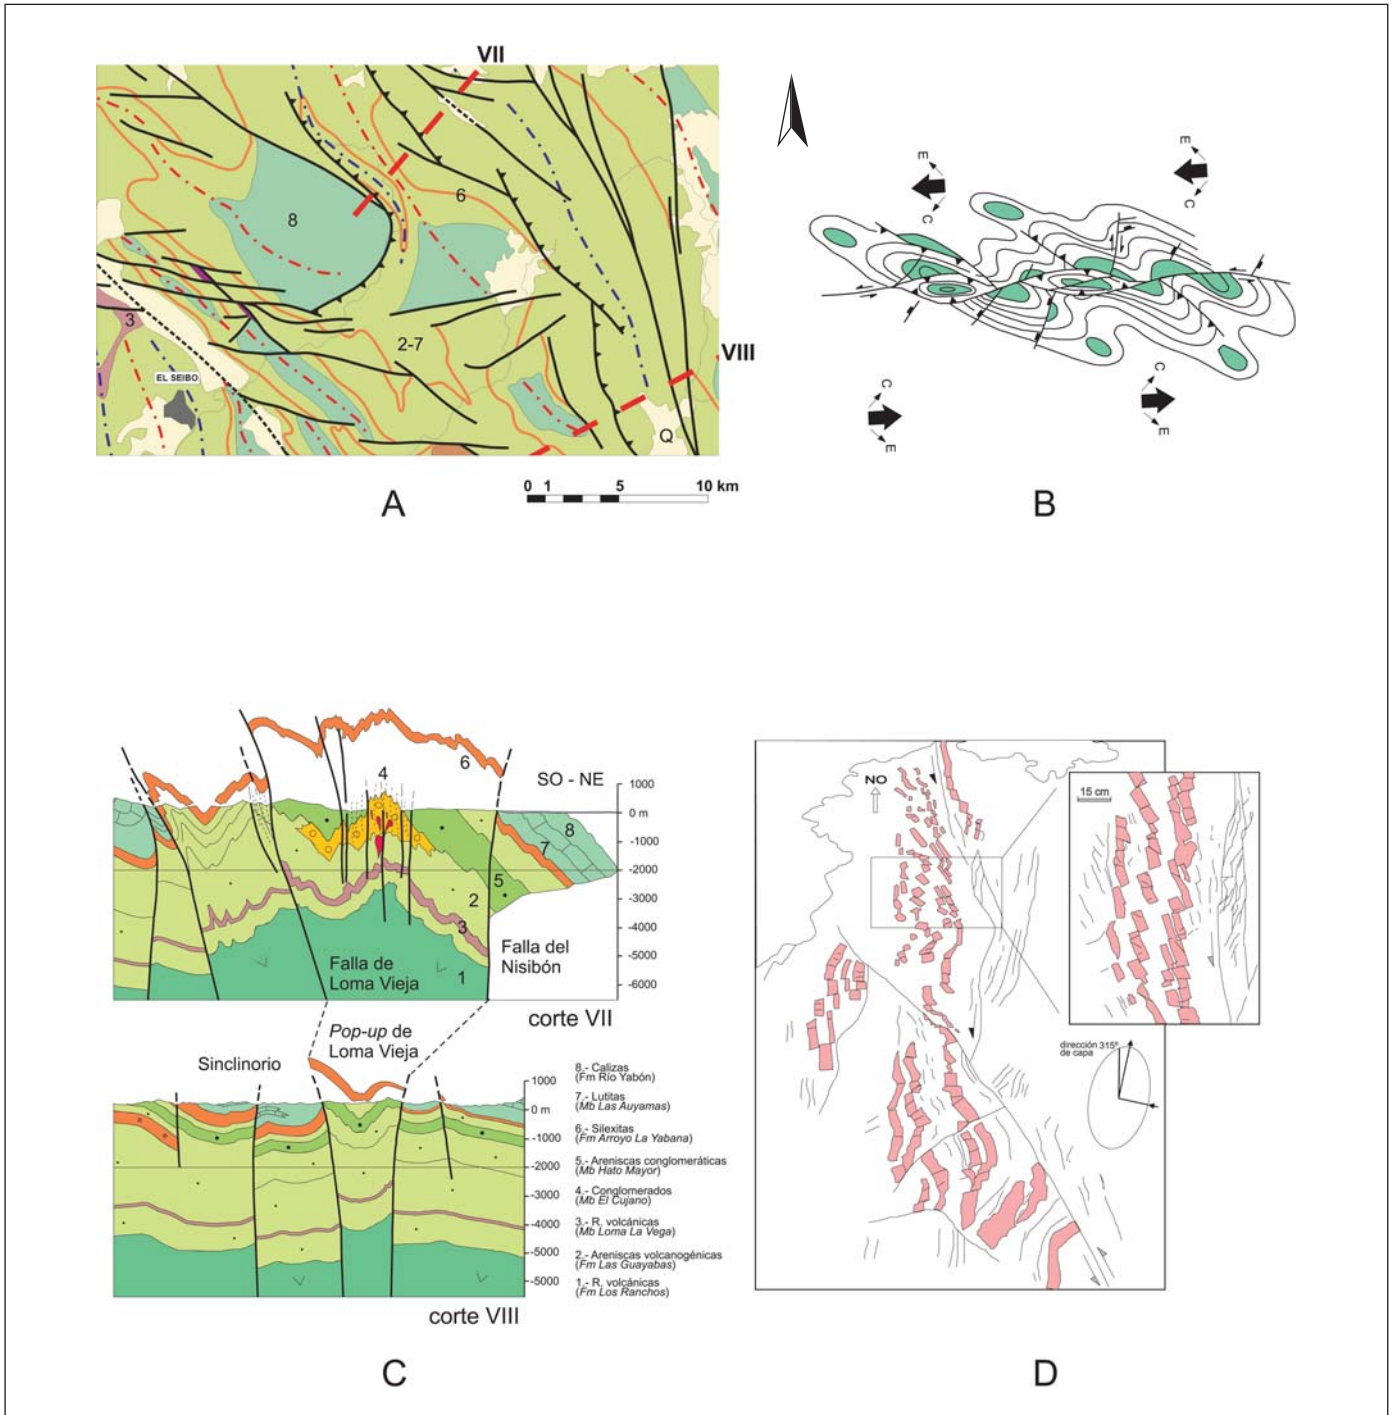 VII
8
6
3
2-7
VIII
EL SEIBO
Q
A
0 1 5 10 km
E
C
E
C
C
E
C
E
B
6
4
SO - NE
1000
0 m
-1000
-2000
-3000
-4000
-5000
-6000
8
7
5
2
3
1
Falla de
Loma Vieja
Falla del
Nisibón
corte VII
Pop-up de
Loma Vieja
Sinclinorio
1000
0 m
-1000
-2000
-3000
-4000
-5000
8.- Calizas
(Fm Río Yabón)
7.- Lutitas
(Mb Las Auyamas)
6.- Silexitas
(Fm Arroyo La Yabana)
5.- Areniscas conglomeráticas
(Mb Hato Mayor)
4.- Conglomerados
(Mb El Cujano)
3.- R. volcánicas
(Mb Loma La Vega)
2.- Areniscas volcanogénicas
(Fm Las Guayabas)
1.- R. volcánicas
(Fm Los Ranchos)
corte VIII
C
NO
15 cm
dirección 315º
de capa
D